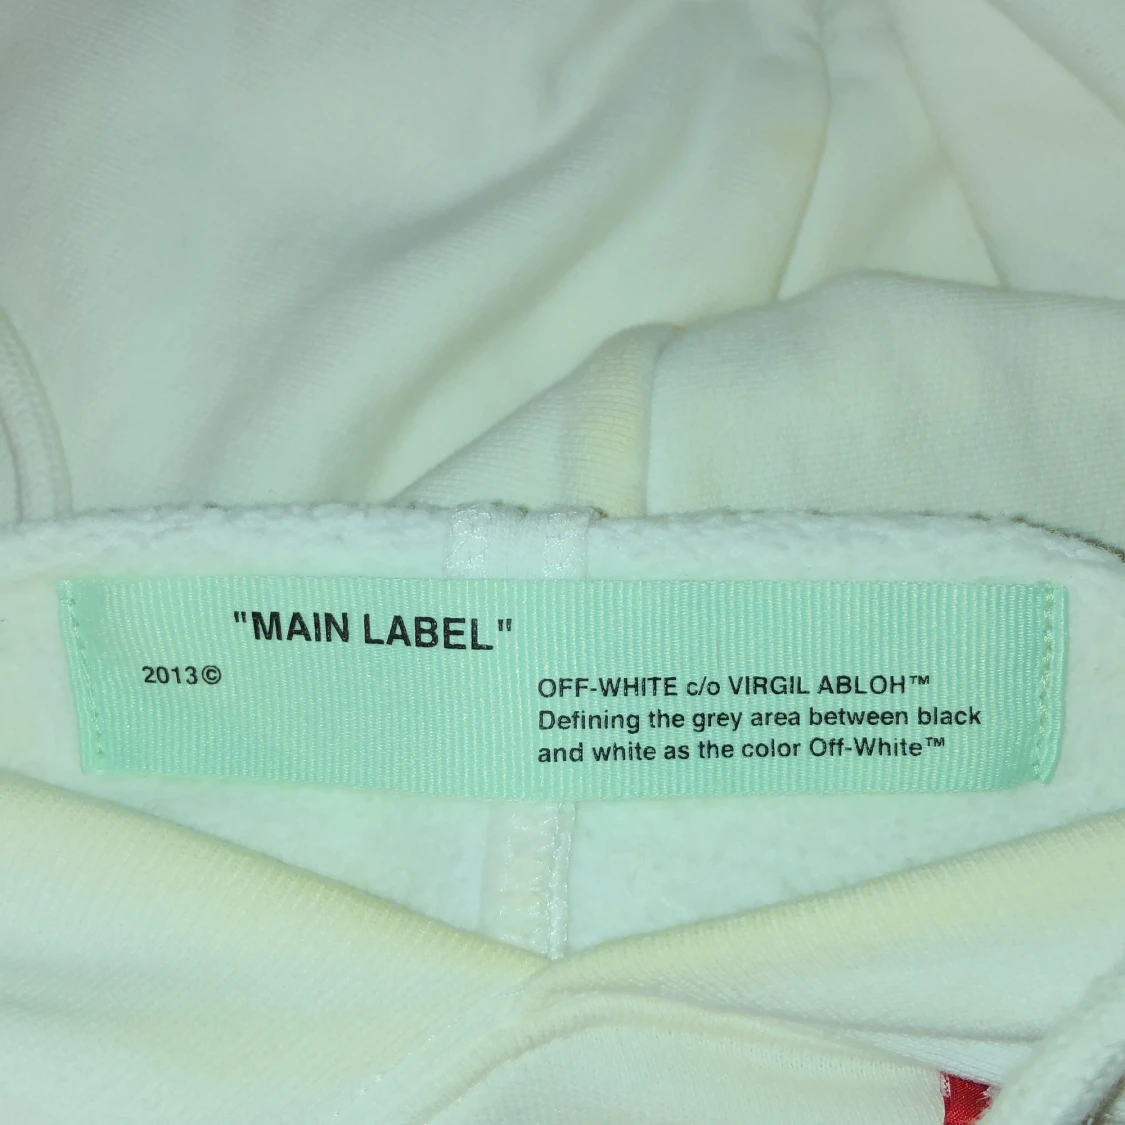 "MAIN LABEL"
2013©
OFF-WHITE c/o VIRGIL ABLOH™
Defining the grey area between black
and white as the color Off-White™